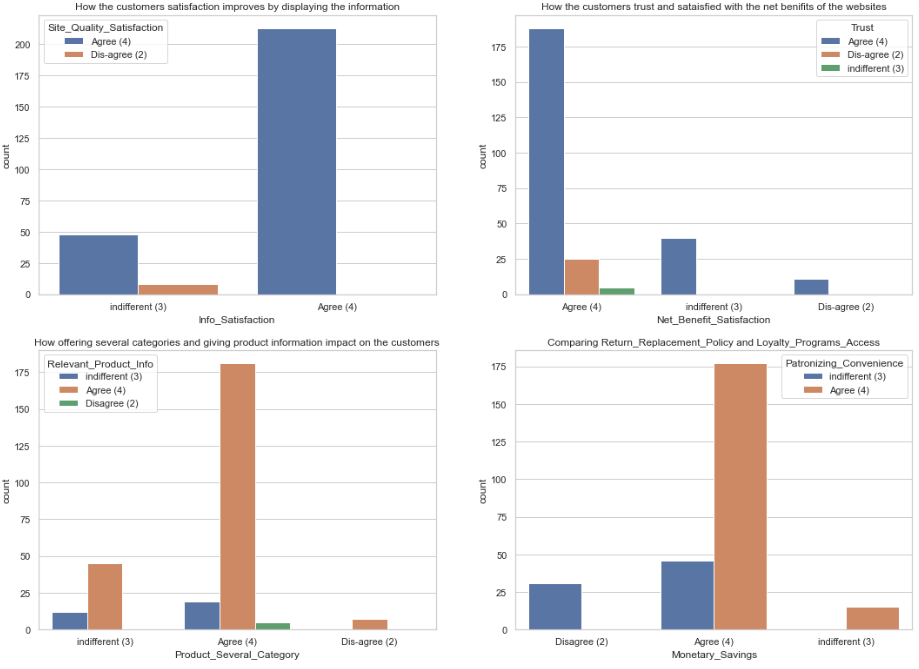 How the customers satisfaction improves by displaying the information
Site_Quality_Satisfaction
Agree (4)
Dis-agree (2)
200
175
150
125
100
75
50
25
0
count
indifferent (3)
Agree (4)
Info_Satisfaction
How the customers trust and sataisfied with the net benifits of the websites
Trust
Agree (4)
Dis-agree (2)
indifferent (3)
175
150
125
100
75
50
25
0
count
Agree (4)
indifferent (3)
Dis-agree (2)
Net_Benefit_Satisfaction
How offering several categories and giving product information impact on the customers
Relevant_Product_Info
indifferent (3)
Agree (4)
Disagree (2)
175
150
125
100
75
50
25
0
count
indifferent (3)
Agree (4)
Dis-agree (2)
Product_Several_Category
Comparing Return_Replacement_Policy and Loyalty_Programs_Access
Patronizing_Convenience
indifferent (3)
Agree (4)
175
150
125
100
75
50
25
0
count
Disagree (2)
Agree (4)
indifferent (3)
Monetary_Savings